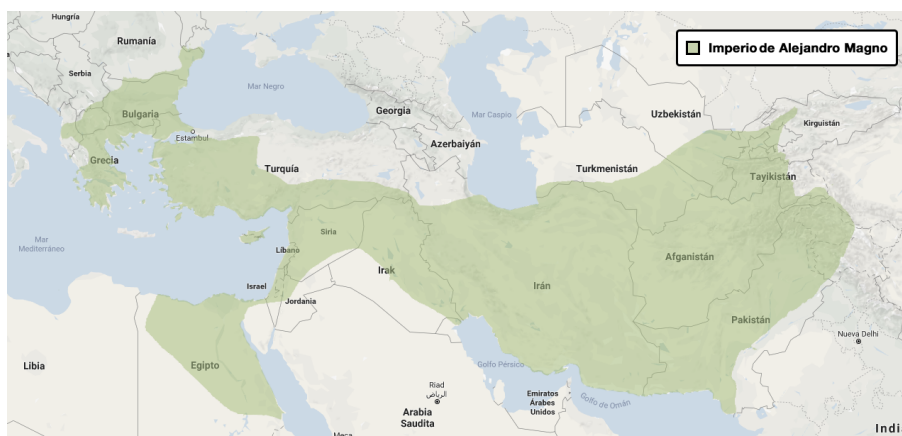 Hungría
Rumanía
Imperio de Alejandro Magno
Serbia
Mar Negro
Bulgaria
Georgia
Mar Caspio
Uzbekistán
Kirguistán
Estambul
Azerbaiyán
Grecia
Turquía
Turkmenistán
Tayikistán
Siria
Mar
Mediterráneo
Líbano
Afganistán
Irak
Israel
Irán
Jordania
Pakistán
Nueva Delhi
Libia
Egipto
Golfo Pérsico
Riad
الرياض
Emiratos
Árabes
Unidos
Golfo de Omán
Arabia
Saudita
Indi
Meca